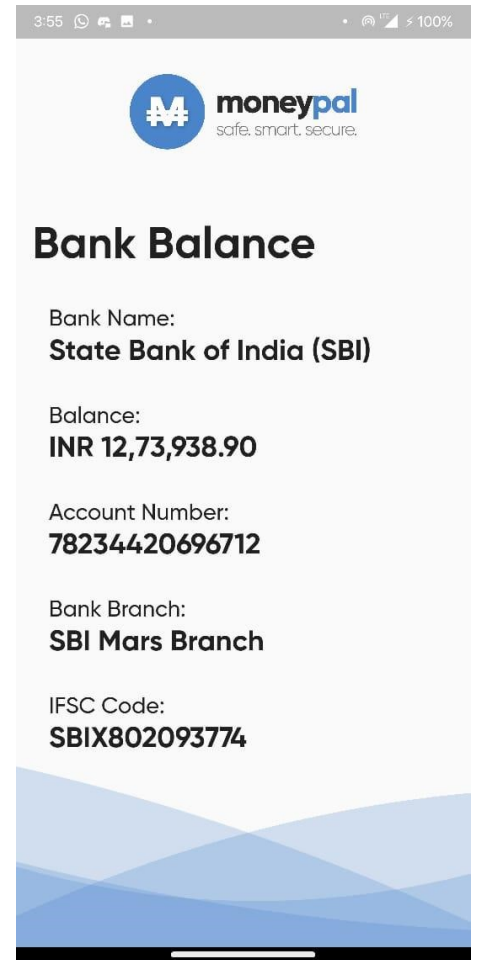 3:55
LTE
100%
moneypal
safe. smart. secure.
Bank Balance
Bank Name:
State Bank of India (SBI)
Balance:
INR 12,73,938.90
Account Number:
78234420696712
Bank Branch:
SBI Mars Branch
IFSC Code:
SBIX802093774